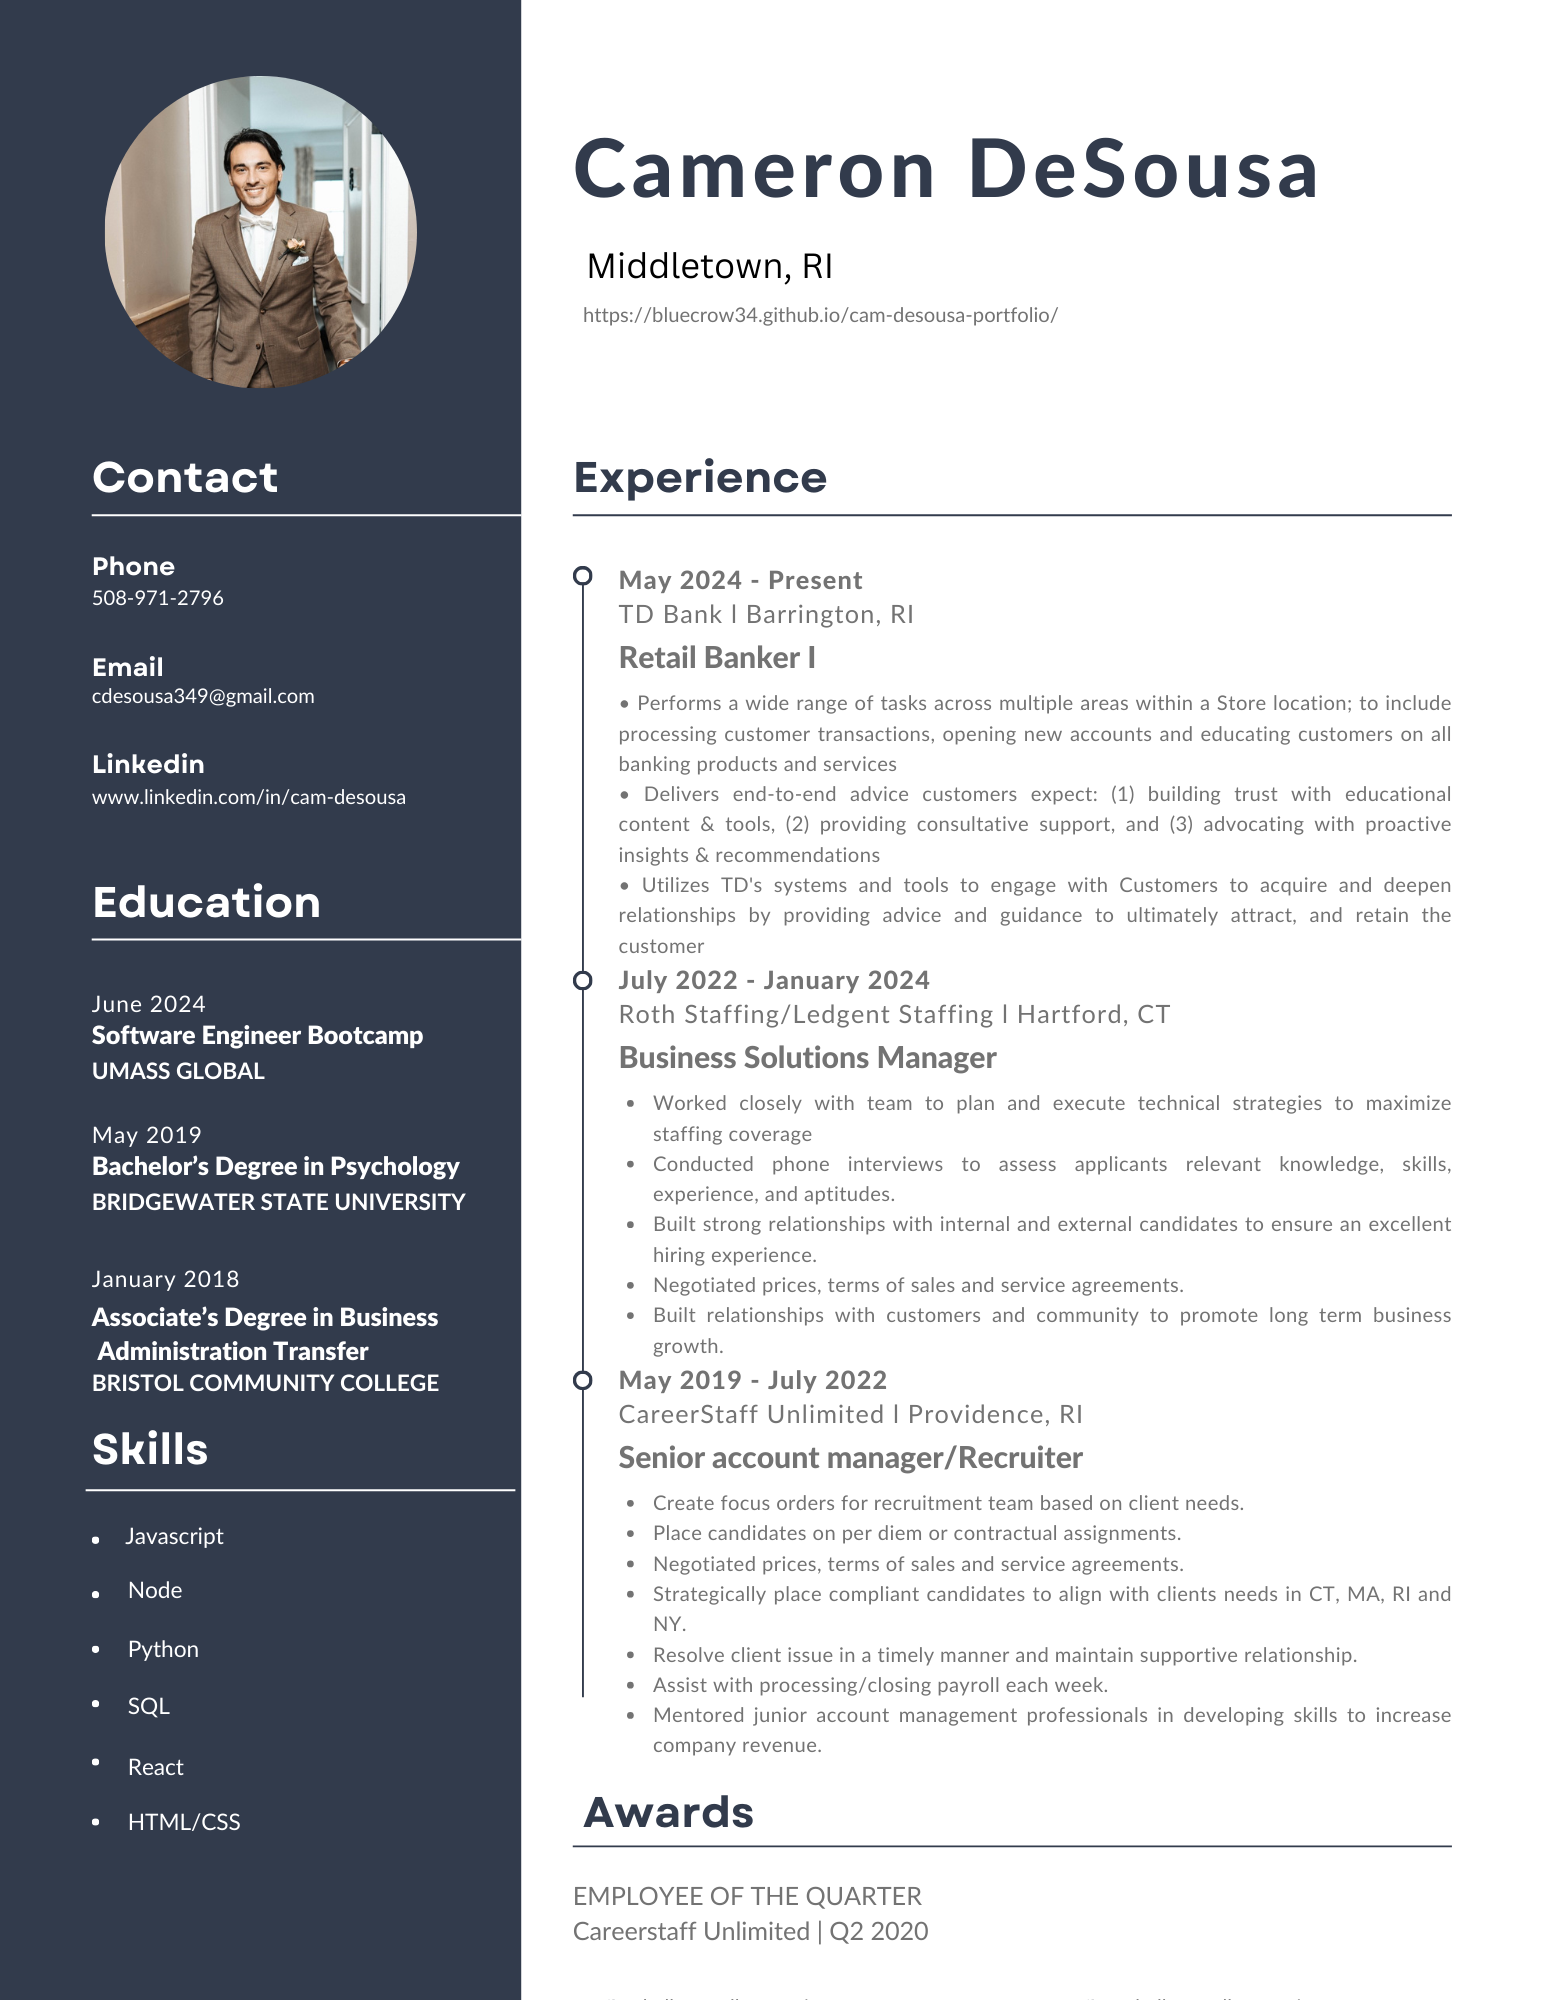 Cameron DeSousa
Middletown, RI
https://bluecrow34.github.io/cam-desousa-portfolio/
Contact
Phone
508-971-2796
Email
cdesousa349@gmail.com
Linkedin
www.linkedin.com/in/cam-desousa
Education
June 2024
Software Engineer Bootcamp
UMASS GLOBAL
May 2019
Bachelor’s Degree in Psychology
BRIDGEWATER STATE UNIVERSITY
January 2018
Associate’s Degree in Business
Administration Transfer
BRISTOL COMMUNITY COLLEGE
Skills
• Javascript
• Node
• Python
• SQL
• React
• HTML/CSS
Experience
May 2024 - Present
TD Bank l Barrington, RI
Retail Banker I
• Performs a wide range of tasks across multiple areas within a Store location; to include
processing customer transactions, opening new accounts and educating customers on all
banking products and services
• Delivers end-to-end advice customers expect: (1) building trust with educational
content & tools, (2) providing consultative support, and (3) advocating with proactive
insights & recommendations
• Utilizes TD's systems and tools to engage with Customers to acquire and deepen
relationships by providing advice and guidance to ultimately attract, and retain the
customer
July 2022 - January 2024
Roth Staffing/Ledgent Staffing l Hartford, CT
Business Solutions Manager
• Worked closely with team to plan and execute technical strategies to maximize
staffing coverage
• Conducted phone interviews to assess applicants relevant knowledge, skills,
experience, and aptitudes.
• Built strong relationships with internal and external candidates to ensure an excellent
hiring experience.
• Negotiated prices, terms of sales and service agreements.
• Built relationships with customers and community to promote long term business
growth.
May 2019 - July 2022
CareerStaff Unlimited l Providence, RI
Senior account manager/Recruiter
• Create focus orders for recruitment team based on client needs.
• Place candidates on per diem or contractual assignments.
• Negotiated prices, terms of sales and service agreements.
• Strategically place compliant candidates to align with clients needs in CT, MA, RI and
NY.
• Resolve client issue in a timely manner and maintain supportive relationship.
• Assist with processing/closing payroll each week.
• Mentored junior account management professionals in developing skills to increase
company revenue.
Awards
EMPLOYEE OF THE QUARTER
Careerstaff Unlimited | Q2 2020